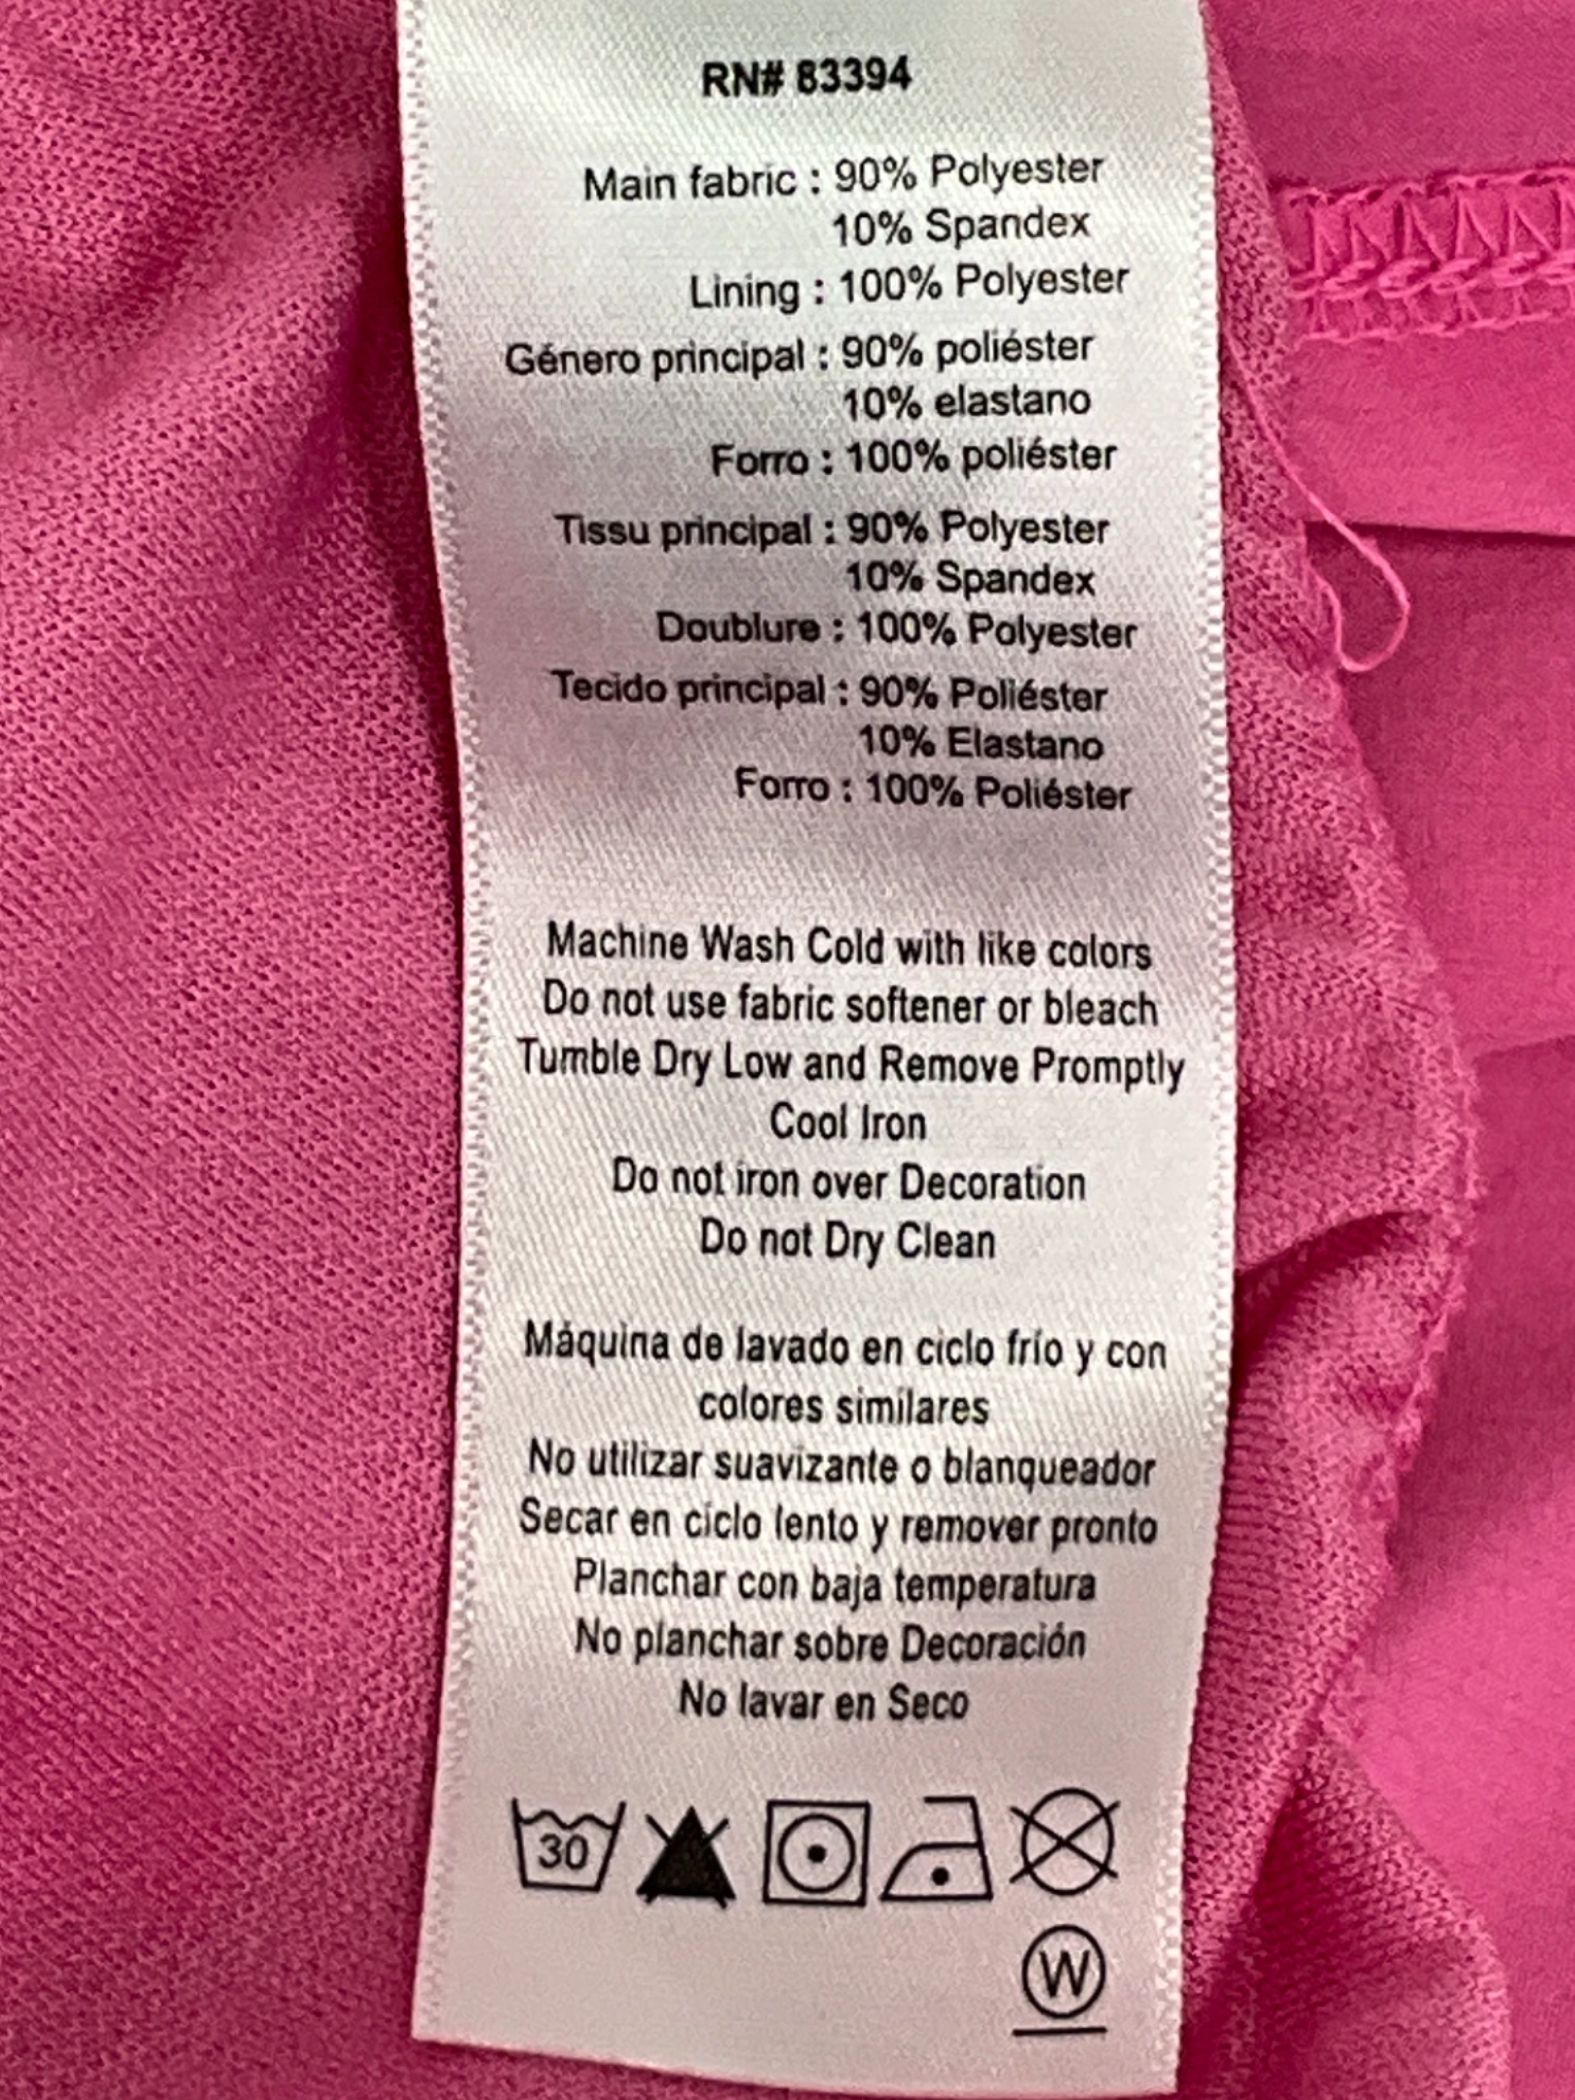 RN# 83394
Main fabric : 90% Polyester
10% Spandex
Lining : 100% Polyester
Género principal : 90% poliéster
10% elastano
Forro : 100% poliéster
Tissu principal : 90% Polyester
10% Spandex
Doublure : 100% Polyester
Tecido principal : 90% Poliéster
10% Elastano
Forro : 100% Poliéster
Machine Wash Cold with like colors
Do not use fabric softener or bleach
Tumble Dry Low and Remove Promptly
Cool Iron
Do not iron over Decoration
Do not Dry Clean
Máquina de lavado en ciclo frío y con
colores similares
No utilizar suavizante o blanqueador
Secar en ciclo lento y remover pronto
Planchar con baja temperatura
No planchar sobre Decoración
No lavar en Seco
30
W